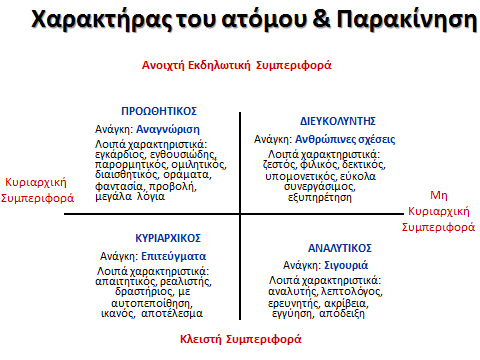 Χαρακτήρας του ατόμου & Παρακίνηση
Ανοιχτή Εκδηλωτική Συμπεριφορά
ΠΡΟΩΘΗΤΙΚΟΣ
Ανάγκη: Αναγνώριση
Λοιπά χαρακτηριστικά:
εγκάρδιος, ενθουσιώδης,
παρορμητικός, ομιλητικός,
διαισθητικός, οράματα,
φαντασία, προβολή,
μεγάλα λόγια
ΔΙΕΥΚΟΛΥΝΤΗΣ
Ανάγκη: Ανθρώπινες σχέσεις
Λοιπά χαρακτηριστικά:
ζεστός, φιλικός, δεκτικός,
υπομονετικός, εύκολα
συνεργάσιμος,
εξυπηρέτηση
Κυριαρχική
Συμπεριφορά
Μη
Κυριαρχική
Συμπεριφορά
ΚΥΡΙΑΡΧΙΚΟΣ
Ανάγκη: Επιτεύγματα
Λοιπά χαρακτηριστικά:
απαιτητικός, ρεαλιστής,
δραστήριος, με
αυτοπεποίθηση,
ικανός, αποτέλεσμα
ΑΝΑΛΥΤΙΚΟΣ
Ανάγκη: Σιγουριά
Λοιπά χαρακτηριστικά:
αναλυτής, λεπτολόγος,
ερευνητής, ακρίβεια,
εγγύηση, απόδειξη
Κλειστή Συμπεριφορά